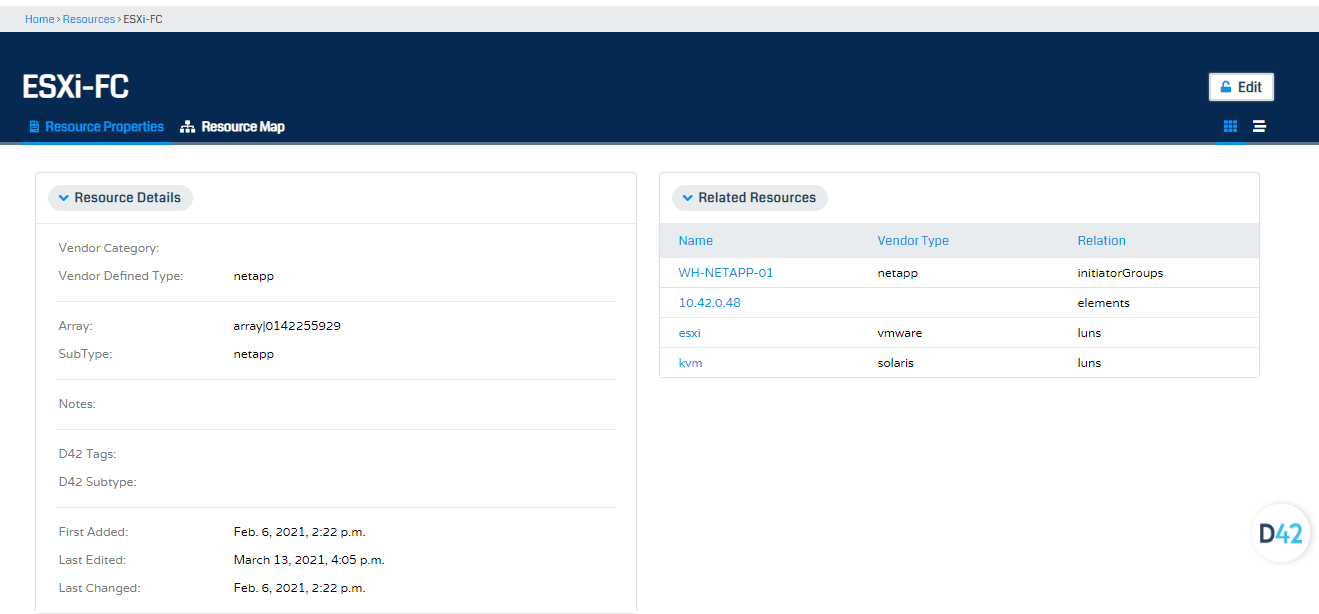 Home › Resources › ESXi-FC
ESXi-FC
Edit
Resource Properties Resource Map
Resource Details
Vendor Category:
Vendor Defined Type: netapp
Array: array|0142255929
SubType: netapp
Notes:
D42 Tags:
D42 Subtype:
First Added: Feb. 6, 2021, 2:22 p.m.
Last Edited: March 13, 2021, 4:05 p.m.
Last Changed: Feb. 6, 2021, 2:22 p.m.
Related Resources
Name Vendor Type Relation
WH-NETAPP-01 netapp initiatorGroups
10.42.0.48 elements
esxi vmware luns
kvm solaris luns
D42